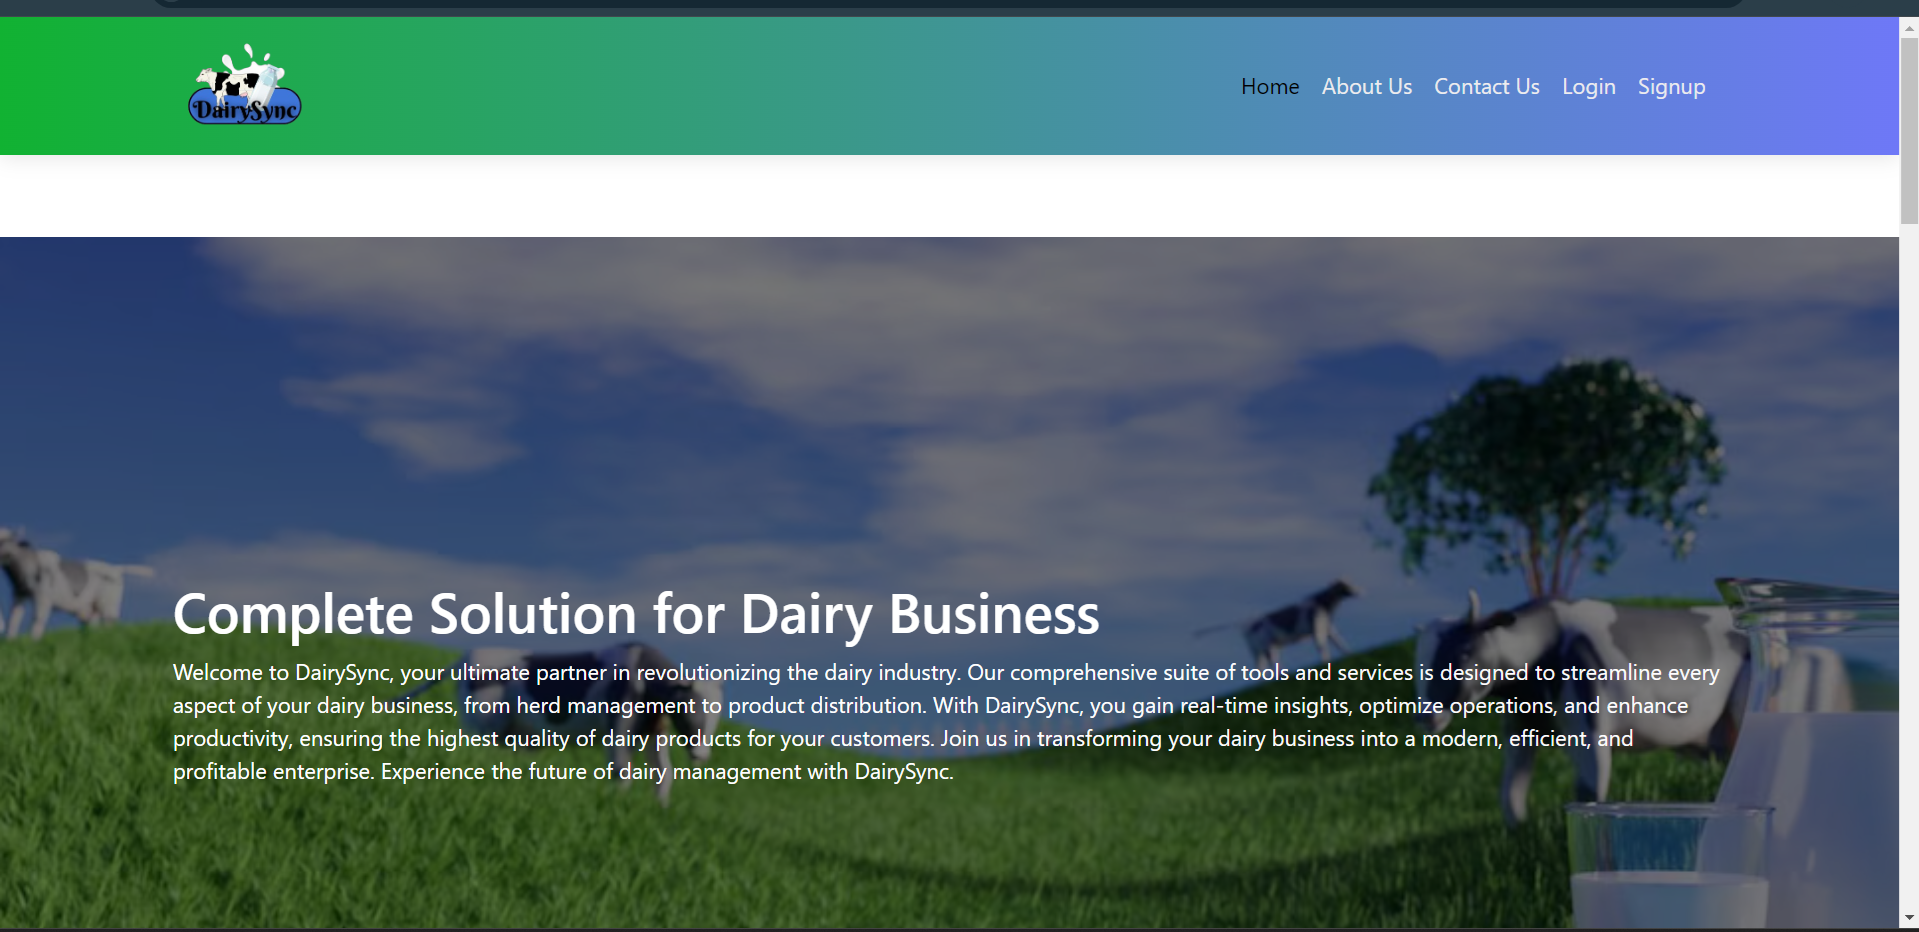 DairySync
Home About Us Contact Us Login Signup
Complete Solution for Dairy Business
Welcome to DairySync, your ultimate partner in revolutionizing the dairy industry. Our comprehensive suite of tools and services is designed to streamline every
aspect of your dairy business, from herd management to product distribution. With DairySync, you gain real-time insights, optimize operations, and enhance
productivity, ensuring the highest quality of dairy products for your customers. Join us in transforming your dairy business into a modern, efficient, and
profitable enterprise. Experience the future of dairy management with DairySync.